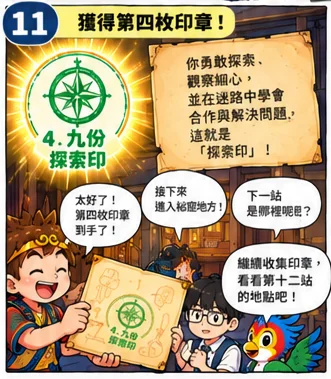 11
獲得第四枚印章！
4.九份
探索印
你勇敢探索、
觀察細心，
並在迷路中學會
合作與解決問題，
這就是
「探索印」！
太好了！
第四枚印章
到手了！
接下來
進入秘窟地方！
下一站
是哪裡呢？
繼續收集印章，
看看第十二站
的地點吧！
4.九份
探索印